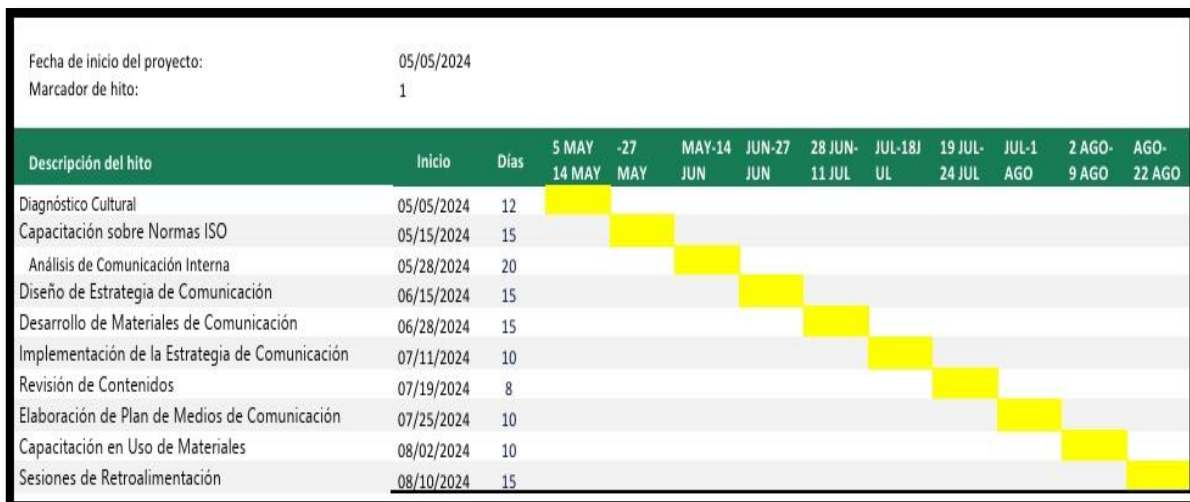 Fecha de inicio del proyecto: 05/05/2024
Marcador de hito: 1
Descripción del hito Inicio Días 5 MAY 14 MAY -27 MAY MAY-14 JUN JUN-27 JUN 28 JUN-11 JUL JUL-18J UL 19 JUL-24 JUL JUL-1 AGO 2 AGO-9 AGO AGO-22 AGO
Diagnóstico Cultural 05/05/2024 12
Capacitación sobre Normas ISO 05/15/2024 15
Análisis de Comunicación Interna 05/28/2024 20
Diseño de Estrategia de Comunicación 06/15/2024 15
Desarrollo de Materiales de Comunicación 06/28/2024 15
Implementación de la Estrategia de Comunicación 07/11/2024 10
Revisión de Contenidos 07/19/2024 8
Elaboración de Plan de Medios de Comunicación 07/25/2024 10
Capacitación en Uso de Materiales 08/02/2024 10
Sesiones de Retroalimentación 08/10/2024 15